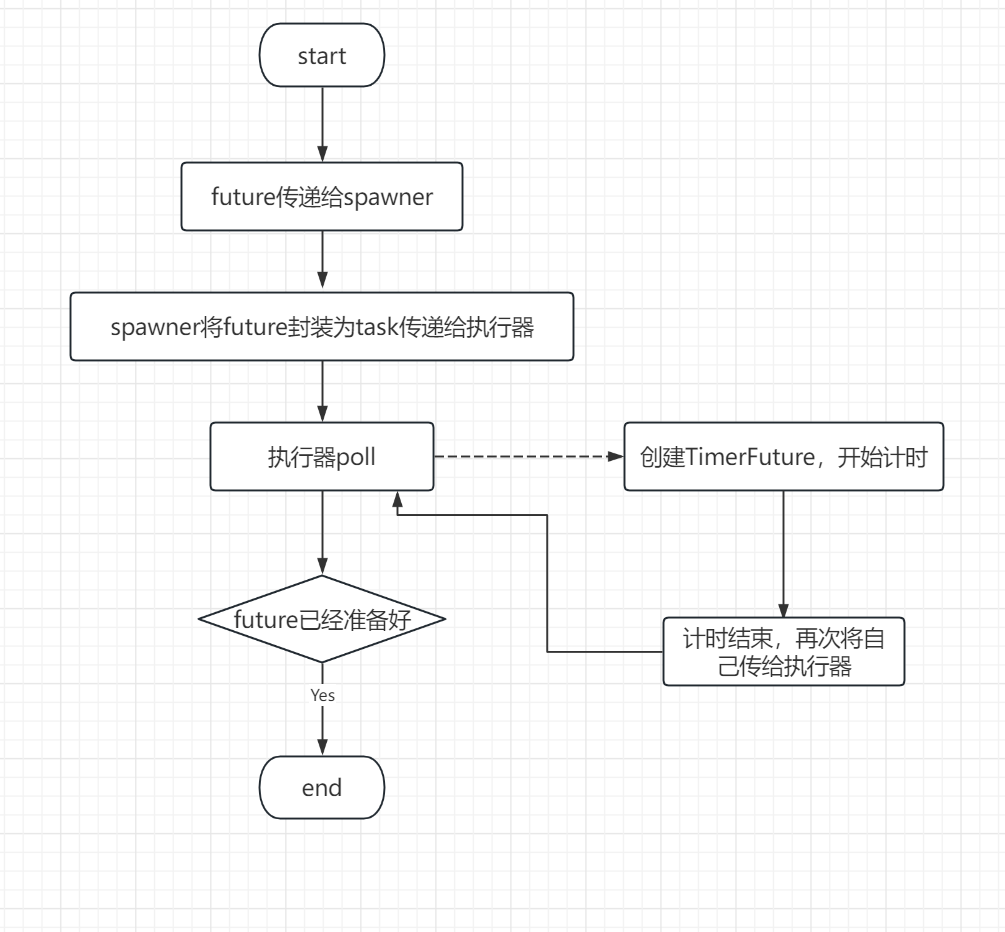 start
future传递给spawner
spawner将future封装为task传递给执行器
执行器poll
创建TimerFuture，开始计时
future已经准备好
计时结束，再次将自
己传给执行器
Yes
end